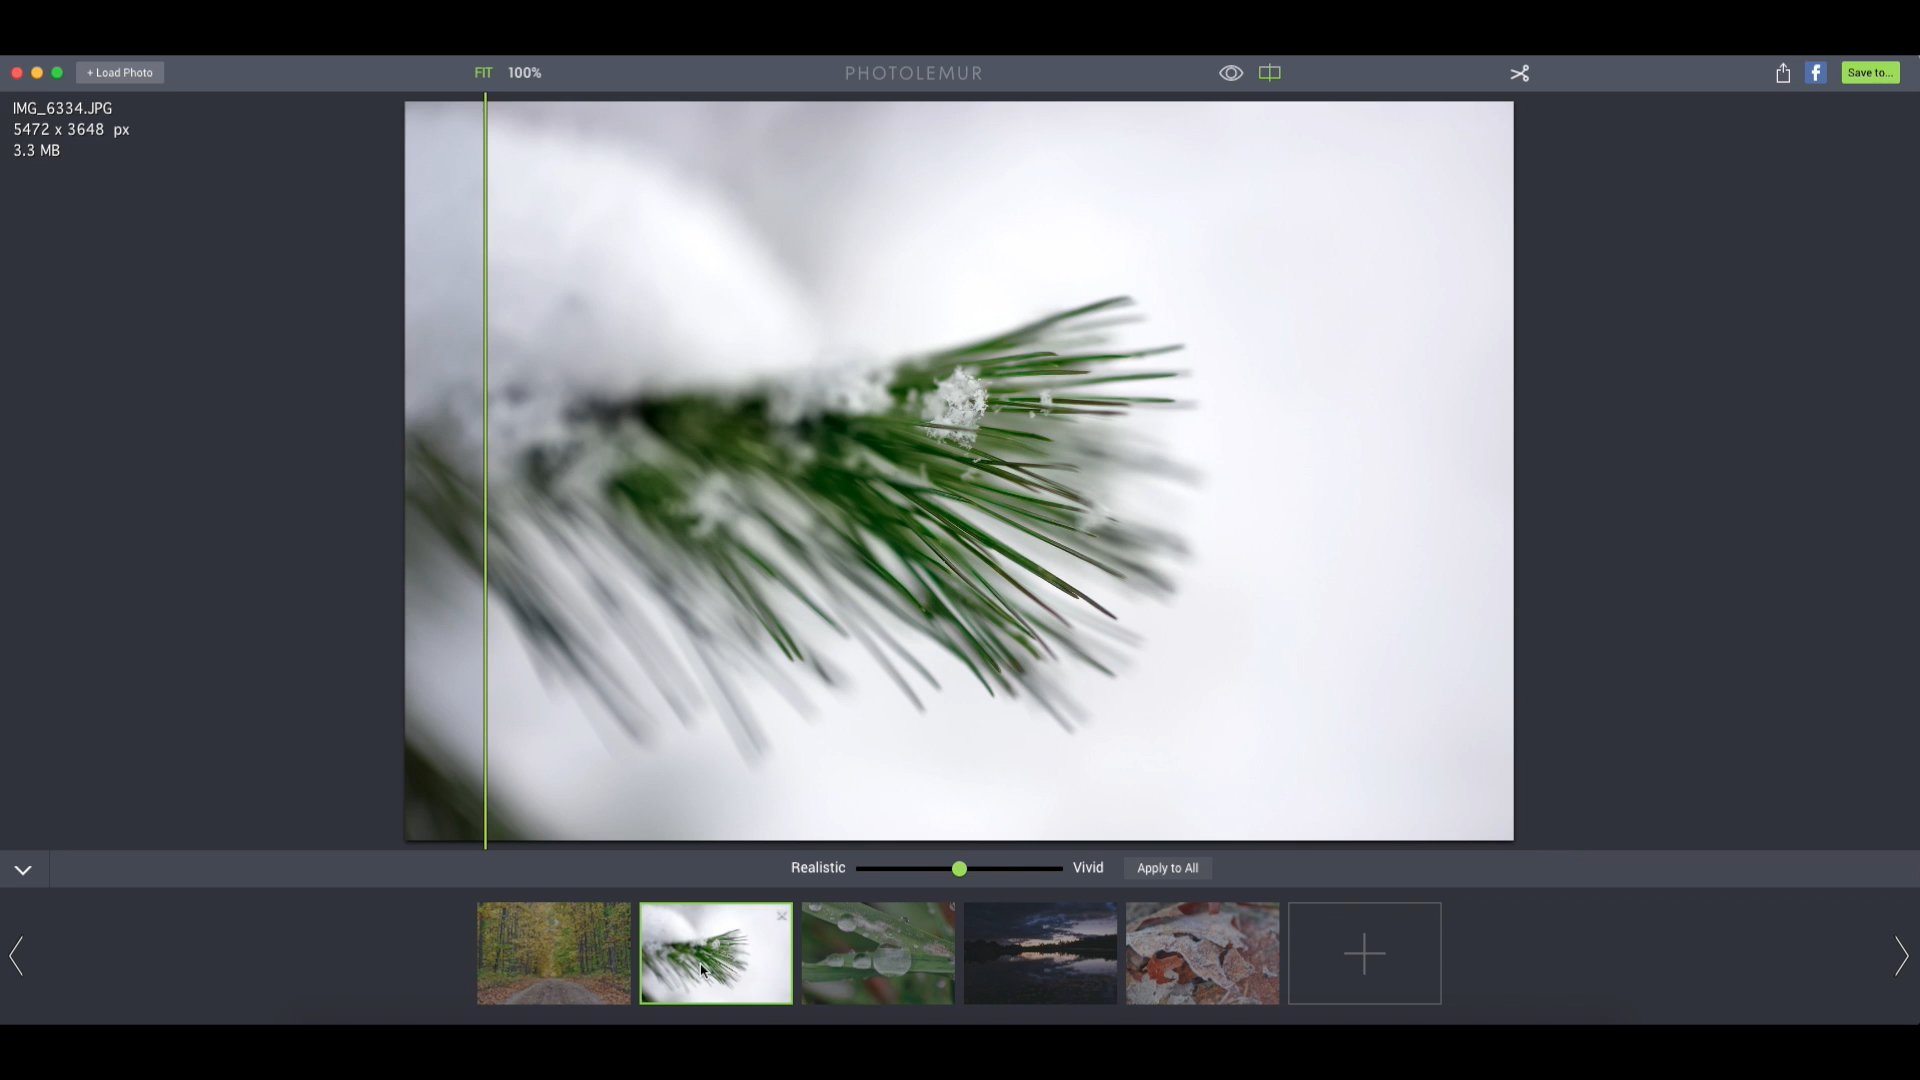 + Load Photo
FIT 100%
PHOTOLEMUR
f
Save to...
IMG_6334.JPG
5472 x 3648 px
3.3 MB
Realistic
Vivid
Apply to All